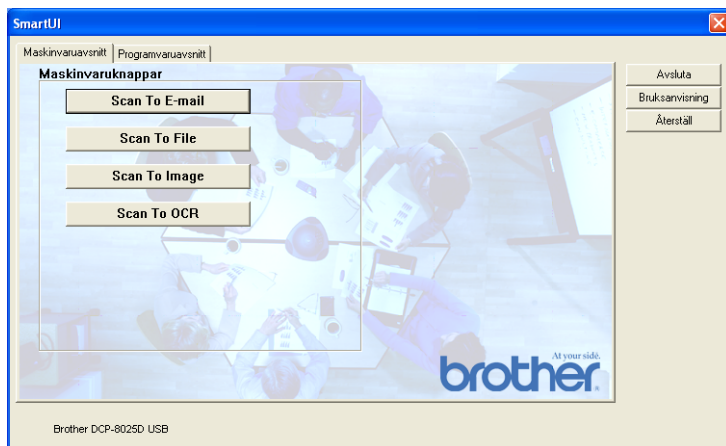 SmartUI
Maskinvaruavsnitt
Programvaruavsnitt
Maskinvaruknappar
Scan To E-mail
Scan To File
Scan To Image
Scan To OCR
Avsluta
Bruksanvisning
Återställ
At your side.
brother.
Brother DCP-8025D USB